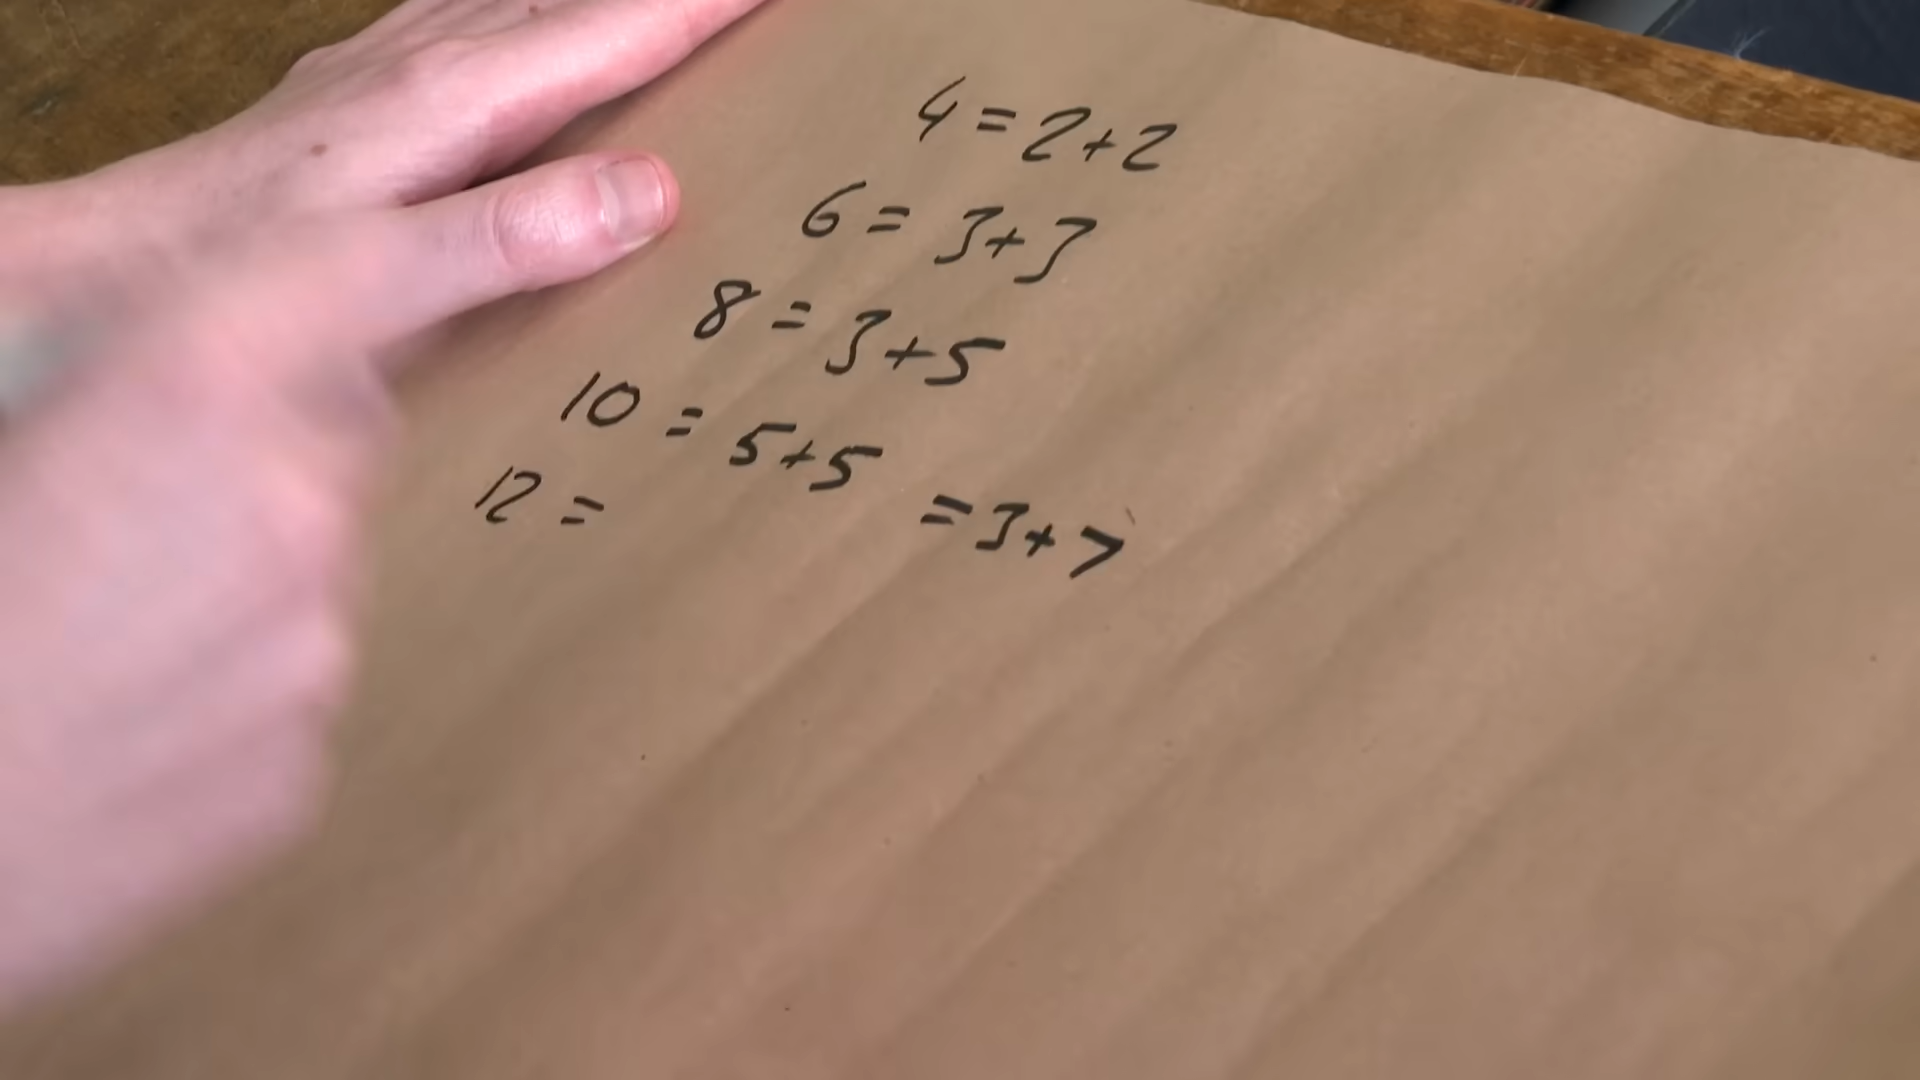 4 = 2+2
6 = 3+3
8 = 3+5
10 = 5+5 = 3+7
12 =